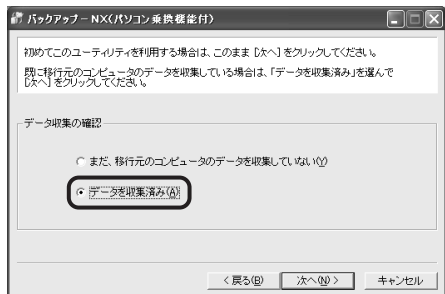 バックアップ-NX(パソコン乗換機能付)
初めてこのユーティリティを利用する場合は、このまま [次へ] をクリックしてください。
既に移行元のコンピュータのデータを収集している場合は、「データを収集済み」を選んで
[次へ] をクリックしてください。
データ収集の確認
まだ、移行元のコンピュータのデータを収集していない(Y)
データを収集済み(A)
< 戻る(B)
次へ(N) >
キャンセル